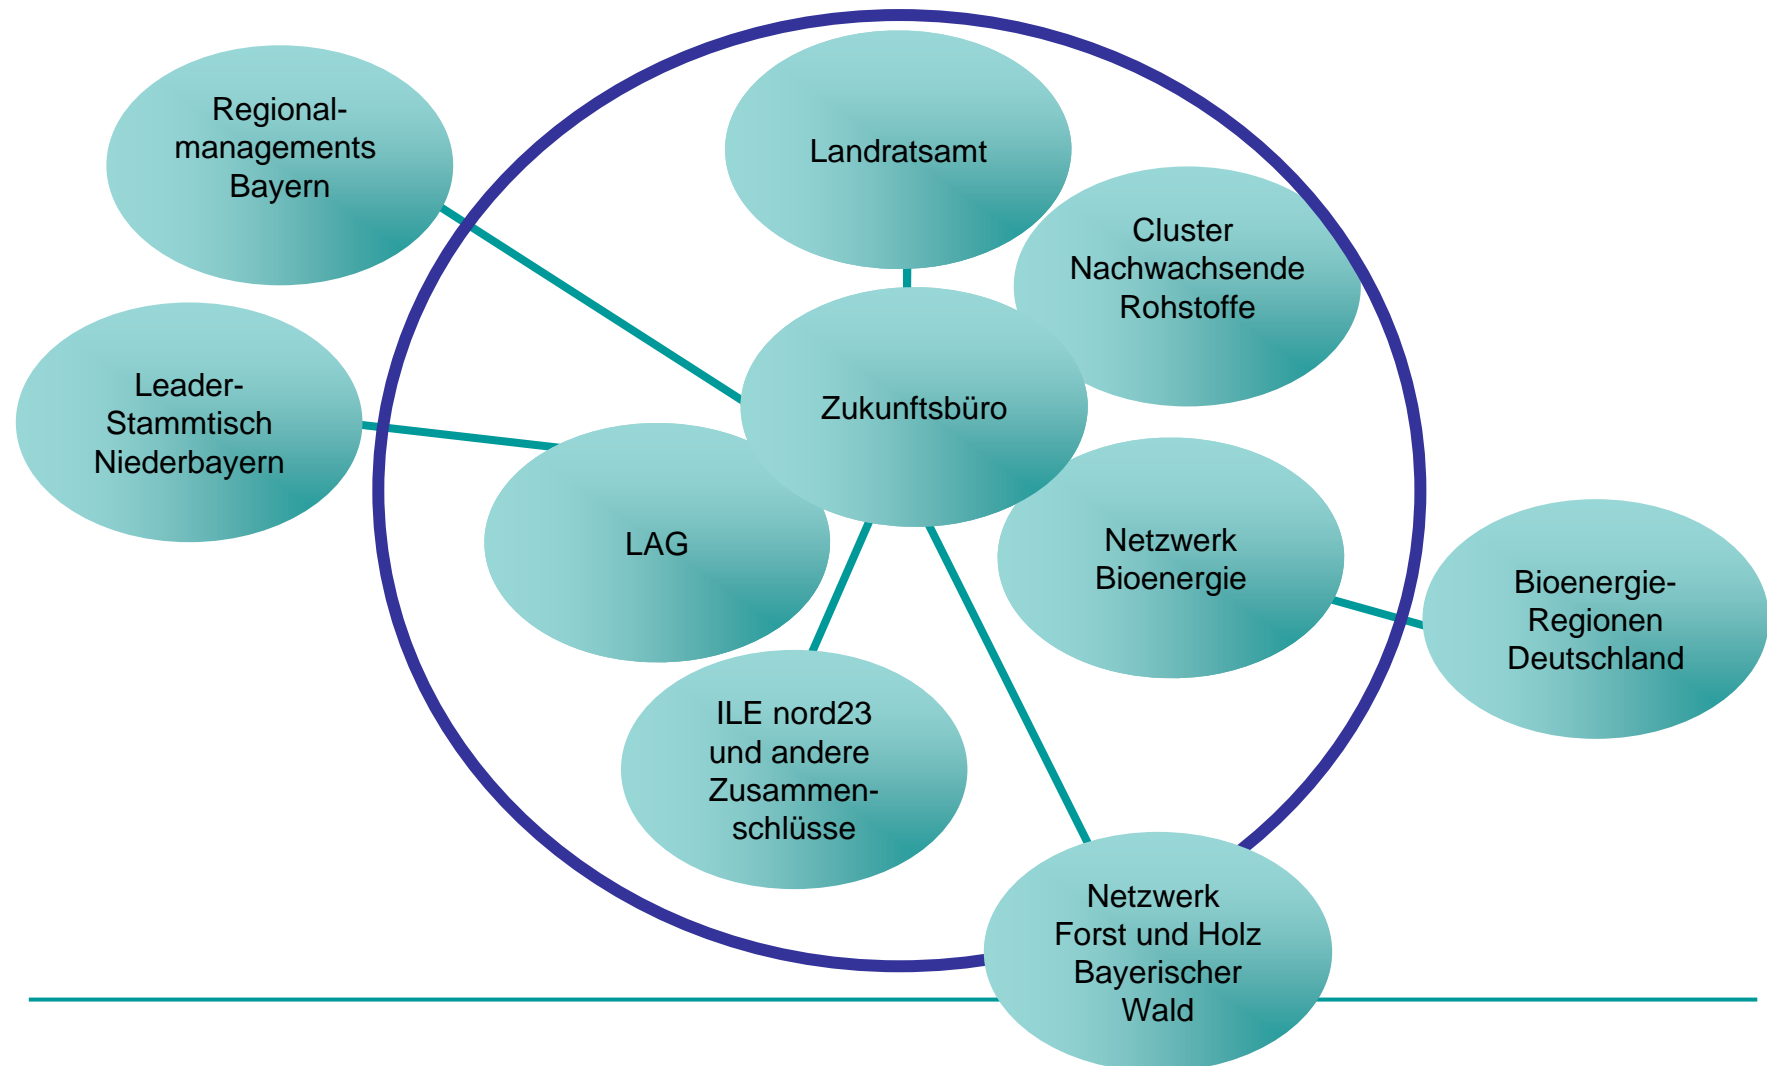 Regional-
managements
Bayern
Landratsamt
Cluster
Nachwachsende
Rohstoffe
Leader-
Stammtisch
Niederbayern
Zukunftsbüro
LAG
Netzwerk
Bioenergie
Bioenergie-
Regionen
Deutschland
ILE nord23
und andere
Zusammen-
schlüsse
Netzwerk
Forst und Holz
Bayerischer
Wald